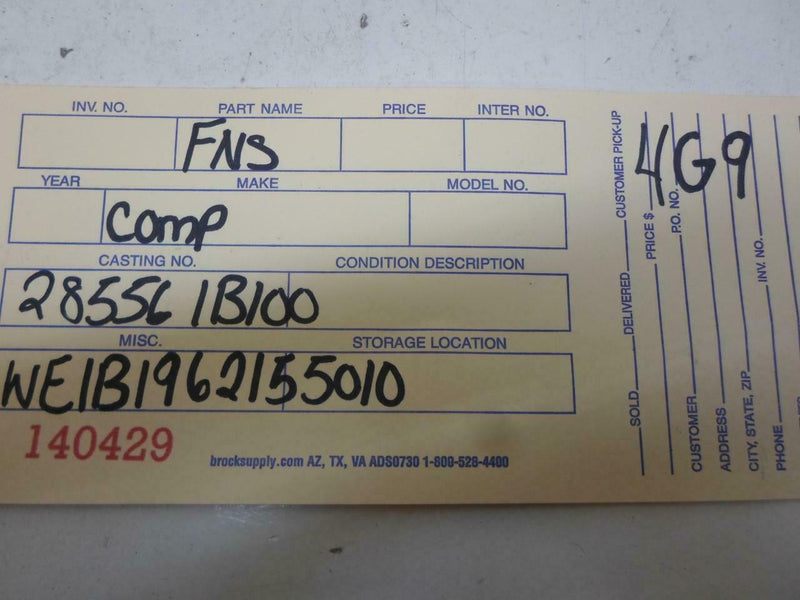 INV. NO. PART NAME PRICE INTER NO.
FNS
YEAR MAKE MODEL NO.
Comp
CASTING NO. CONDITION DESCRIPTION
28556 1B100
MISC. STORAGE LOCATION
WE1B1962155010
140429
brocksupply.com AZ, TX, VA ADS0730 1-800-528-4400
4G9
SOLD DELIVERED CUSTOMER PICK-UP
PRICE $
P.O. NO.
CUSTOMER
ADDRESS
CITY, STATE, ZIP INV. NO.
PHONE